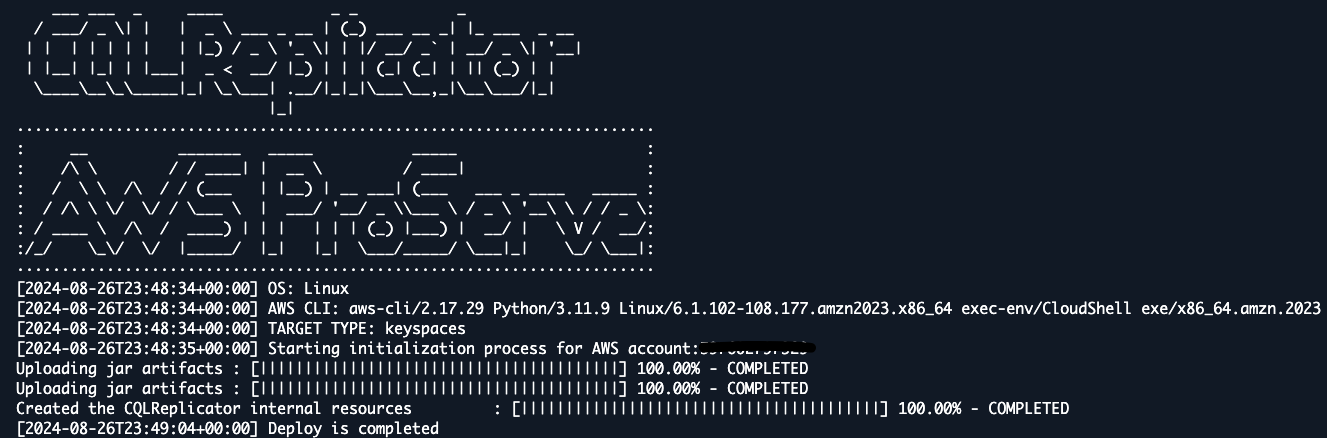 CQLReplicator
AWS ProServe
[2024-08-26T23:48:34+00:00] OS: Linux
[2024-08-26T23:48:34+00:00] AWS CLI: aws-cli/2.17.29 Python/3.11.9 Linux/6.1.102-108.177.amzn2023.x86_64 exec-env/CloudShell exe/x86_64.amzn.2023
[2024-08-26T23:48:34+00:00] TARGET TYPE: keyspaces
[2024-08-26T23:48:35+00:00] Starting initialization process for AWS account:
Uploading jar artifacts : [||||||||||||||||||||||||||||||||||||||||] 100.00% - COMPLETED
Uploading jar artifacts : [||||||||||||||||||||||||||||||||||||||||] 100.00% - COMPLETED
Created the CQLReplicator internal resources : [||||||||||||||||||||||||||||||||||||||||] 100.00% - COMPLETED
[2024-08-26T23:49:04+00:00] Deploy is completed